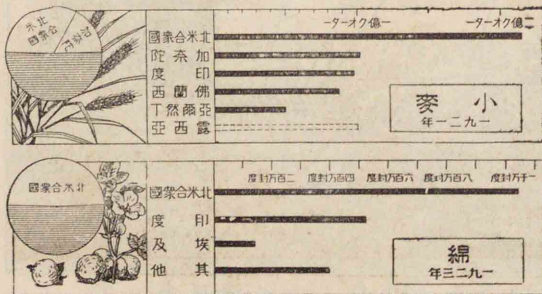 小麥
一九二一年
一億クオーター
二億クオーター
北米合衆國
加奈陀
印度
佛蘭西
亞爾然丁
露西亞
北米
合衆國
綿
一九二三年
二百万封度
四百万封度
六百万封度
八百万封度
一千万封度
北米合衆國
印度
埃及
其他
北米合衆國